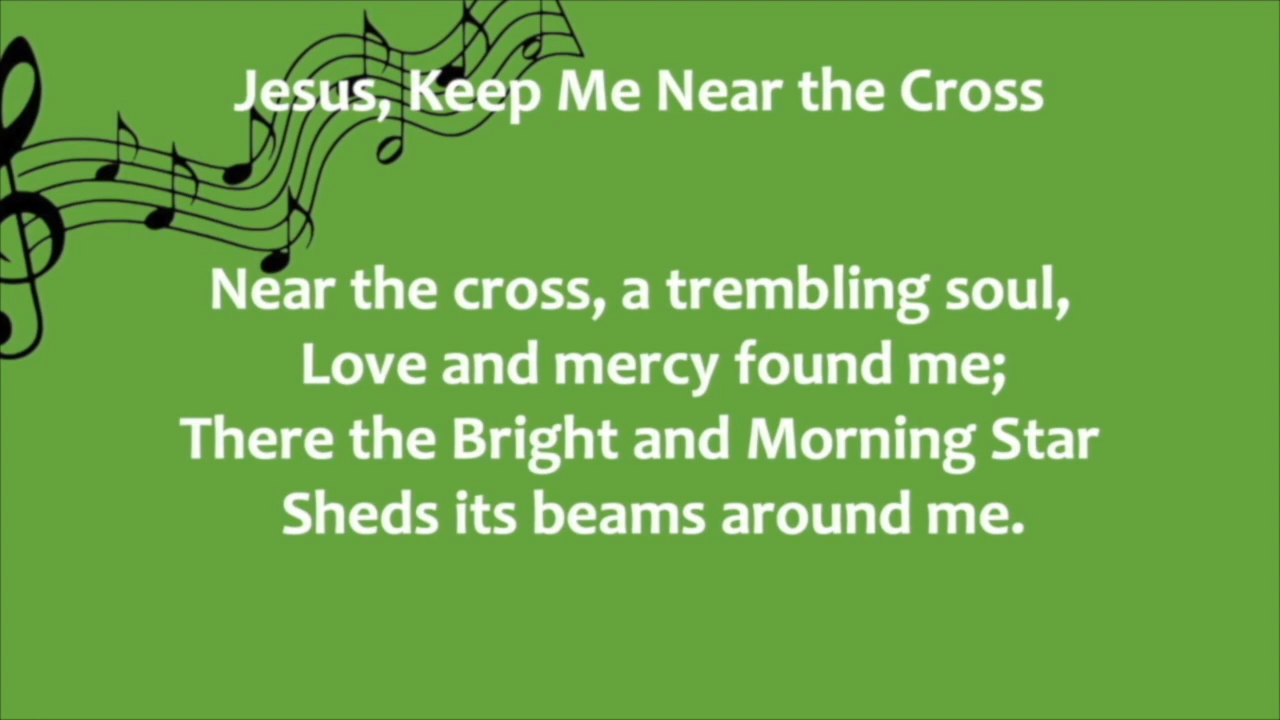 Jesus, Keep Me Near the Cross
Near the cross, a trembling soul,
Love and mercy found me;
There the Bright and Morning Star
Sheds its beams around me.